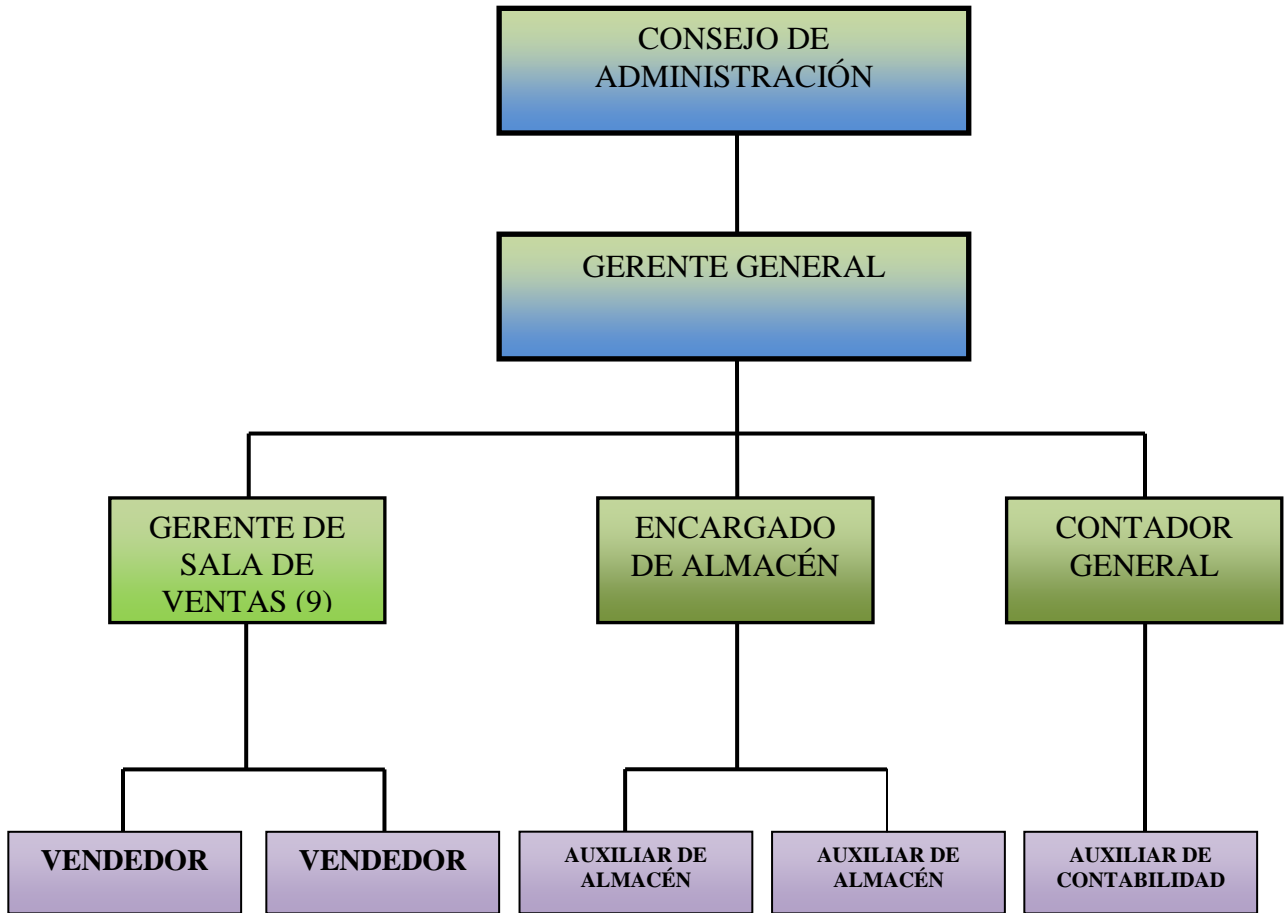 CONSEJO DE
ADMINISTRACIÓN
GERENTE GENERAL
GERENTE DE
SALA DE
VENTAS (9)
ENCARGADO
DE ALMACÉN
CONTADOR
GENERAL
VENDEDOR
VENDEDOR
AUXILIAR DE
ALMACÉN
AUXILIAR DE
ALMACÉN
AUXILIAR DE
CONTABILIDAD